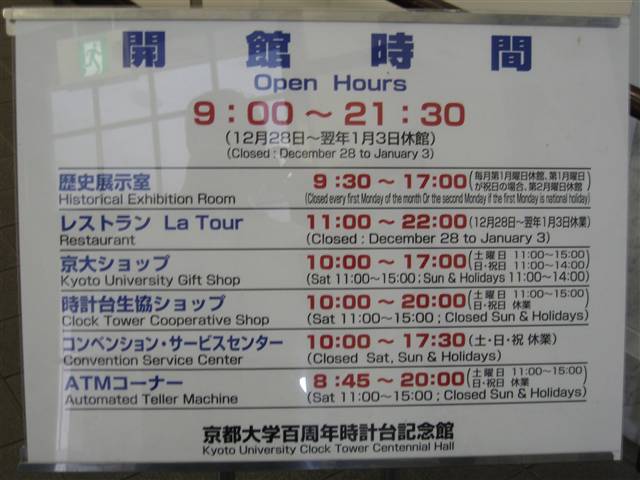 開館時間
Open Hours
9:00～21:30
(12月28日～翌年1月3日休館)
(Closed : December 28 to January 3)
歴史展示室 9:30～17:00 (毎月第1月曜日休館、第1月曜日
が祝日の場合、第2月曜日休館)
Historical Exhibition Room (Closed every first Monday of the month Or the second Monday if the first Monday is national holiday)
レストラン La Tour 11:00～22:00 (12月28日～翌年1月3日休業)
Restaurant (Closed : December 28 to January 3)
京大ショップ 10:00～17:00 (土曜日 11:00～15:00
日・祝日 11:00～14:00)
Kyoto University Gift Shop (Sat 11:00～15:00 ; Sun & Holidays 11:00～14:00)
時計台生協ショップ 10:00～20:00 (土曜日 11:00～15:00
日・祝日 休業)
Clock Tower Cooperative Shop (Sat 11:00～15:00 ; Closed Sun & Holidays)
コンベンション・サービスセンター 10:00～17:30 (土・日・祝 休業)
Convention Service Center (Closed Sat, Sun & Holidays)
ATMコーナー 8:45～20:00 (土曜日 11:00～15:00
日・祝日 休業)
Automated Teller Machine (Sat 11:00～15:00 ; Closed Sun & Holidays)
京都大学百周年時計台記念館
Kyoto University Clock Tower Centennial Hall